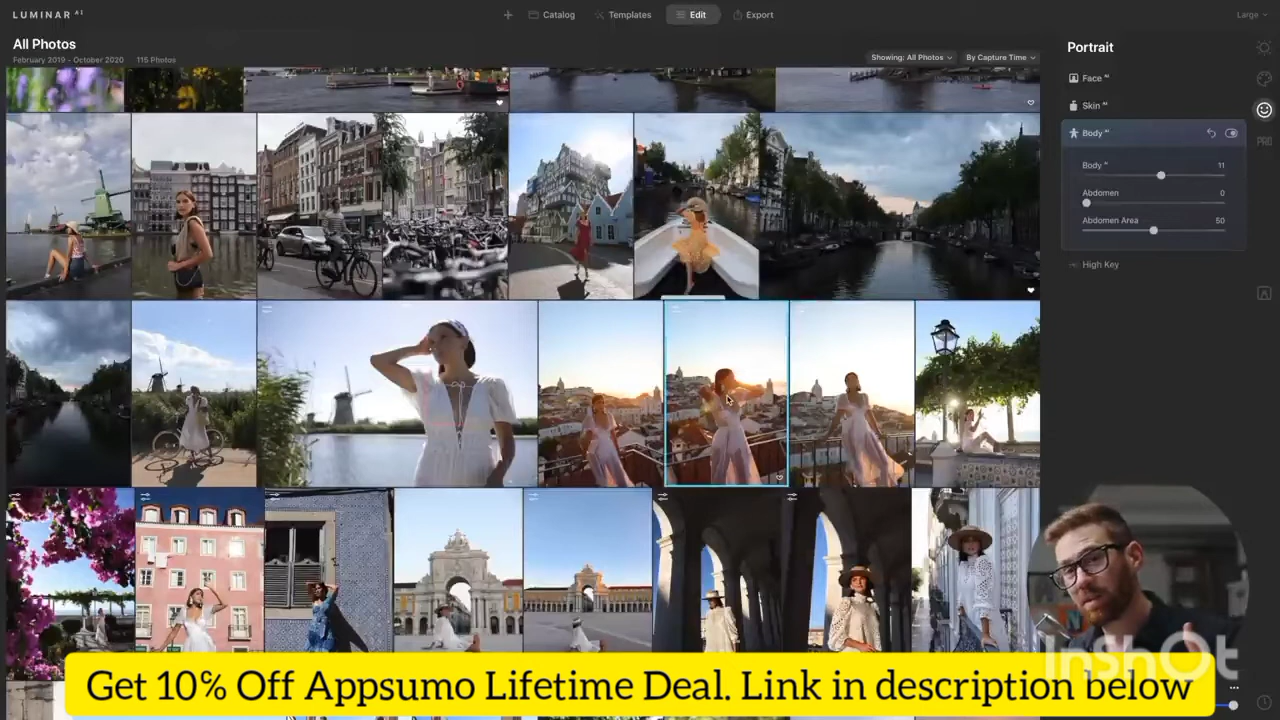 LUMINAR AI
Catalog
Templates
Edit
Export
Large
All Photos
February 2019 - October 2020
115 Photos
Showing: All Photos
By Capture Time
Portrait
Face AI
Skin AI
Body AI
Body AI
11
Abdomen
0
Abdomen Area
50
High Key
PRO
InShOt
Get 10% Off Appsumo Lifetime Deal. Link in description below